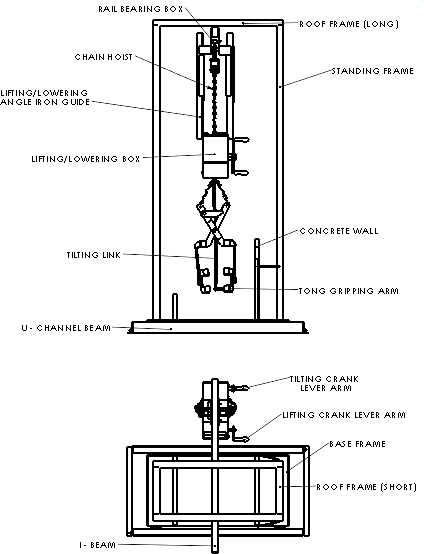 RAIL BEARING BOX
ROOF FRAME (LONG)
CHAIN HOIST
STANDING FRAME
LIFTING/LOWERING
ANGLE IRON GUIDE
LIFTING/LOWERING BOX
CONCRETE WALL
TILTING LINK
TONG GRIPPING ARM
U - CHANNEL BEAM
TILTING CRANK
LEVER ARM
LIFTING CRANK LEVER ARM
BASE FRAME
ROOF FRAME (SHORT)
I - BEAM